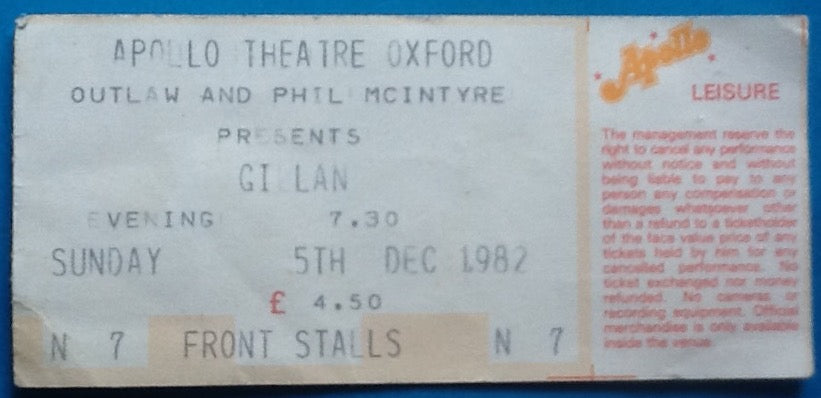 APOLLO THEATRE OXFORD
OUTLAW AND PHIL MCINTYRE
PRESENTS
GILLAN
EVENING 7.30
SUNDAY 5TH DEC 1982
£ 4.50
N 7 FRONT STALLS N 7
Apollo
LEISURE
The management reserve the
right to cancel any performance
without notice and without
being liable to pay to any
person any compensation or
damages whatsoever other
than a refund to a ticketholder
of the face value price of any
tickets held by him for any
cancelled performance. No
ticket exchanged nor money
refunded. No cameras or
recording equipment. Official
merchandise is only available
inside the venue.